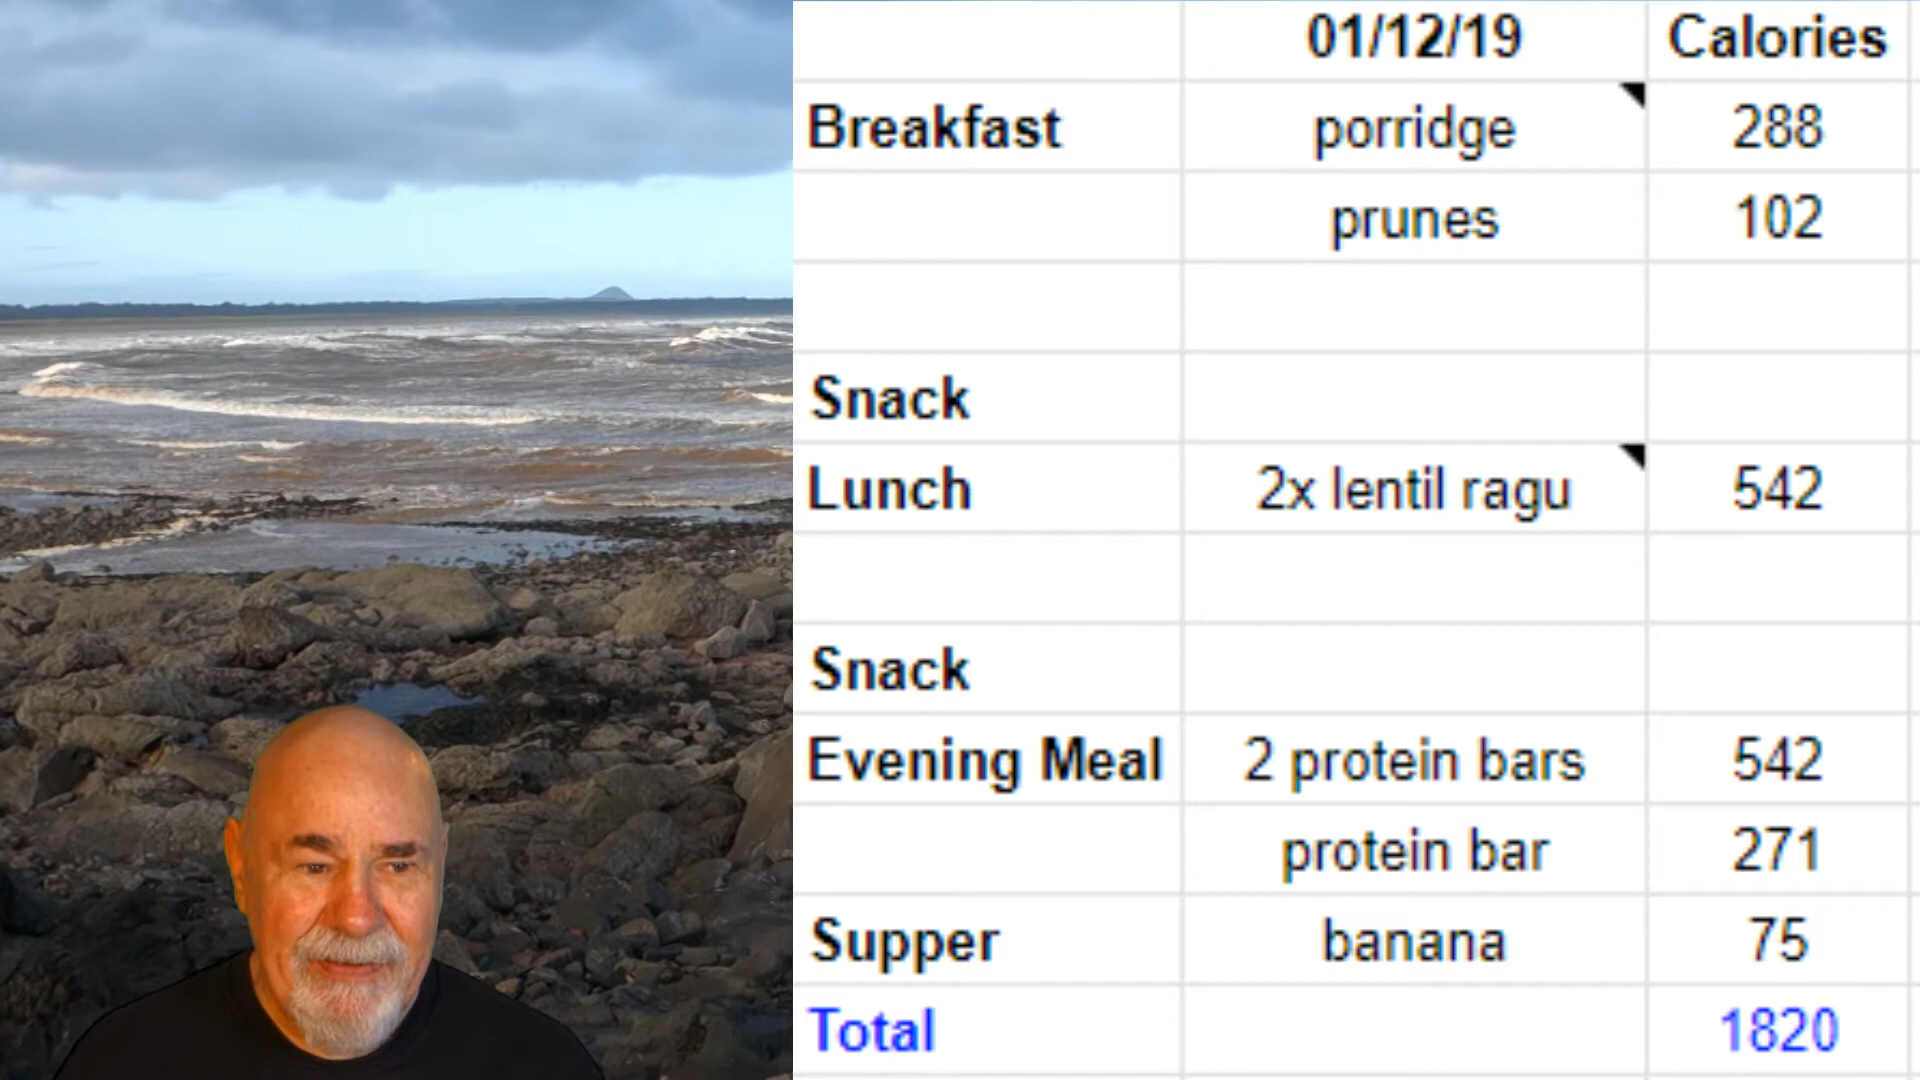 01/12/19 Calories
Breakfast porridge 288
prunes 102
Snack
Lunch 2x lentil ragu 542
Snack
Evening Meal 2 protein bars 542
protein bar 271
Supper banana 75
Total 1820